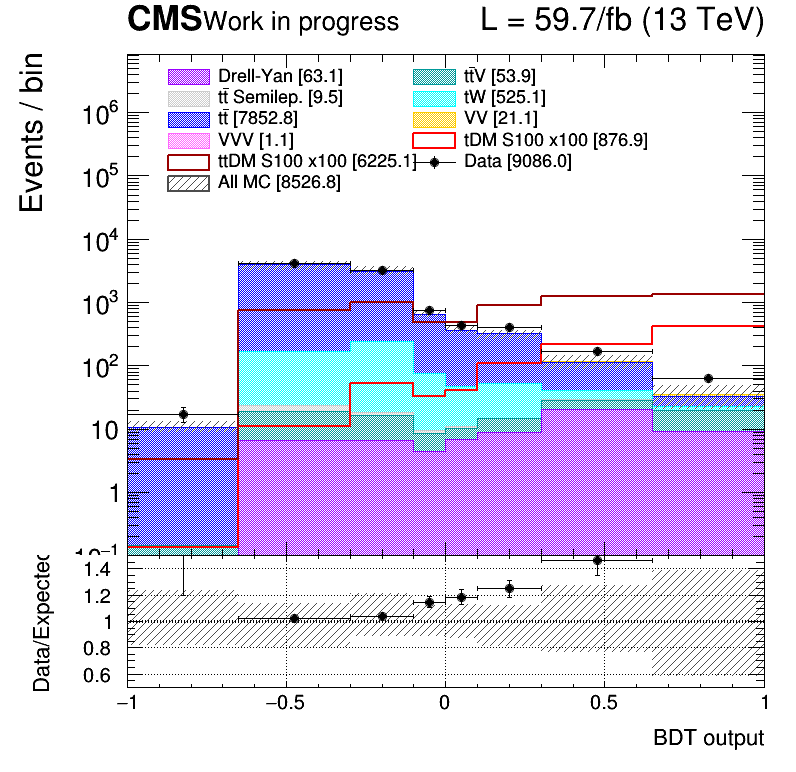 CMS Work in progress L = 59.7/fb (13 TeV)
Events / bin
Drell-Yan [63.1] tt̄V [53.9]
tt̄ Semilep. [9.5] tW [525.1]
tt̄ [7852.8] VV [21.1]
VVV [1.1] tDM S100 x100 [876.9]
ttDM S100 x100 [6225.1] Data [9086.0]
All MC [8526.8]
10⁶
10⁵
10⁴
10³
10²
10
1
10⁻¹
Data/Expected
1.4
1.2
1
0.8
0.6
−1 −0.5 0 0.5 1
BDT output